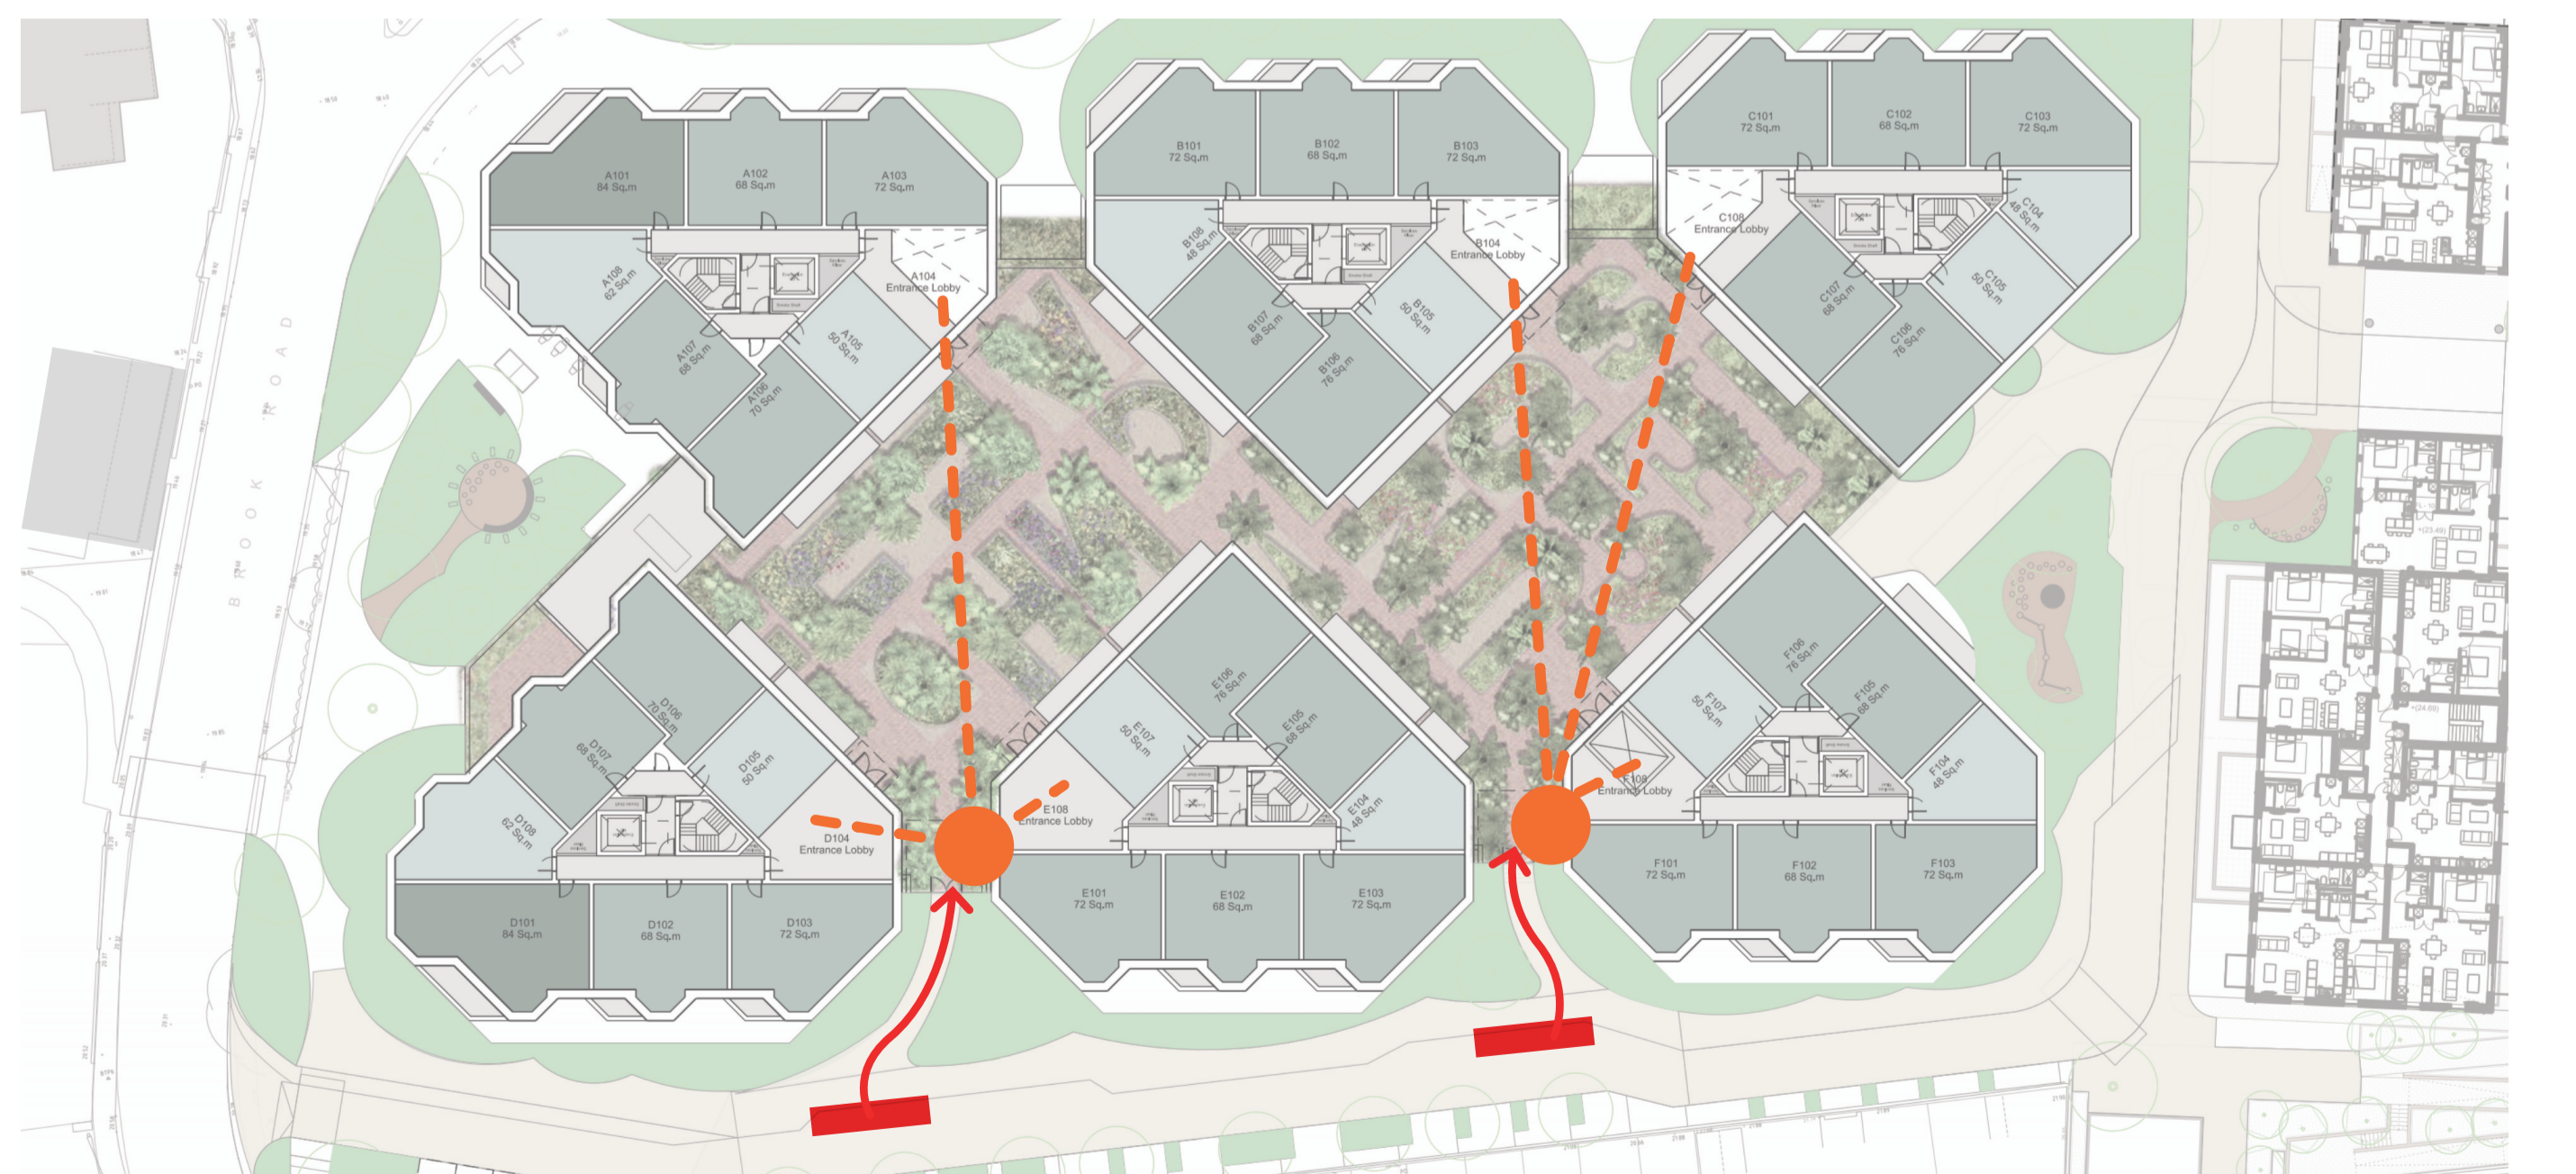 A101
84 Sq.m
A102
68 Sq.m
A103
72 Sq.m
A104
Entrance Lobby
A105
50 Sq.m
A106
70 Sq.m
A107
68 Sq.m
A108
62 Sq.m
B101
72 Sq.m
B102
68 Sq.m
B103
72 Sq.m
B104
Entrance Lobby
B105
50 Sq.m
B106
76 Sq.m
B107
68 Sq.m
B108
48 Sq.m
C101
72 Sq.m
C102
68 Sq.m
C103
72 Sq.m
C104
48 Sq.m
C105
50 Sq.m
C106
76 Sq.m
C107
68 Sq.m
C108
Entrance Lobby
BROOK ROAD
D106
70 Sq.m
D107
68 Sq.m
D105
50 Sq.m
D108
62 Sq.m
D104
Entrance Lobby
D101
84 Sq.m
D102
68 Sq.m
D103
72 Sq.m
E106
76 Sq.m
E107
50 Sq.m
E105
68 Sq.m
E108
Entrance Lobby
E104
48 Sq.m
E101
72 Sq.m
E102
68 Sq.m
E103
72 Sq.m
F106
76 Sq.m
F107
50 Sq.m
F105
68 Sq.m
F104
48 Sq.m
F108
Entrance Lobby
F101
72 Sq.m
F102
68 Sq.m
F103
72 Sq.m
+(23.49)
+(24.69)